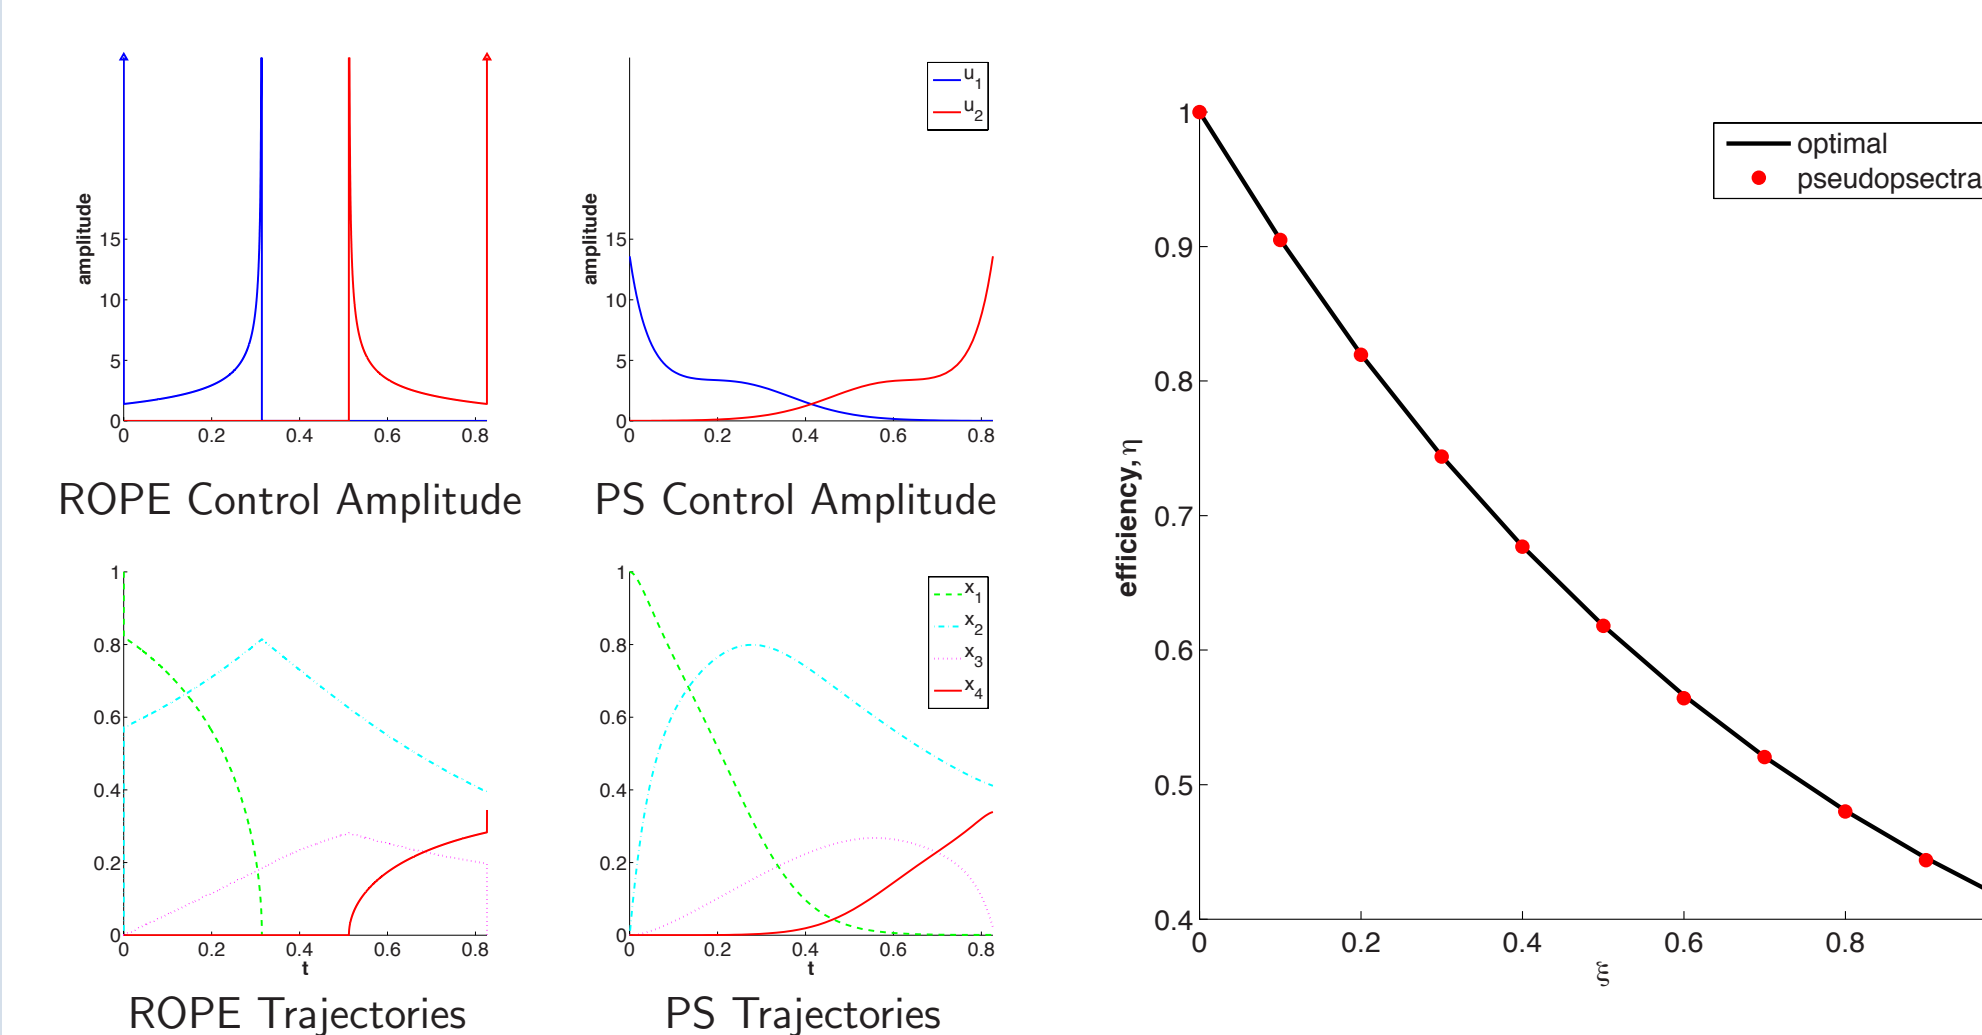 u1
u2
amplitude
15
10
5
0
0 0.2 0.4 0.6 0.8
ROPE Control Amplitude
amplitude
15
10
5
0
0 0.2 0.4 0.6 0.8
PS Control Amplitude
1
0.8
0.6
0.4
0.2
0
0 0.2 0.4 0.6 0.8
t
ROPE Trajectories
x1
x2
x3
x4
1
0.8
0.6
0.4
0.2
0
0 0.2 0.4 0.6 0.8
t
PS Trajectories
optimal
pseudopsectra
efficiency, η
1
0.9
0.8
0.7
0.6
0.5
0.4
0 0.2 0.4 0.6 0.8
ξ